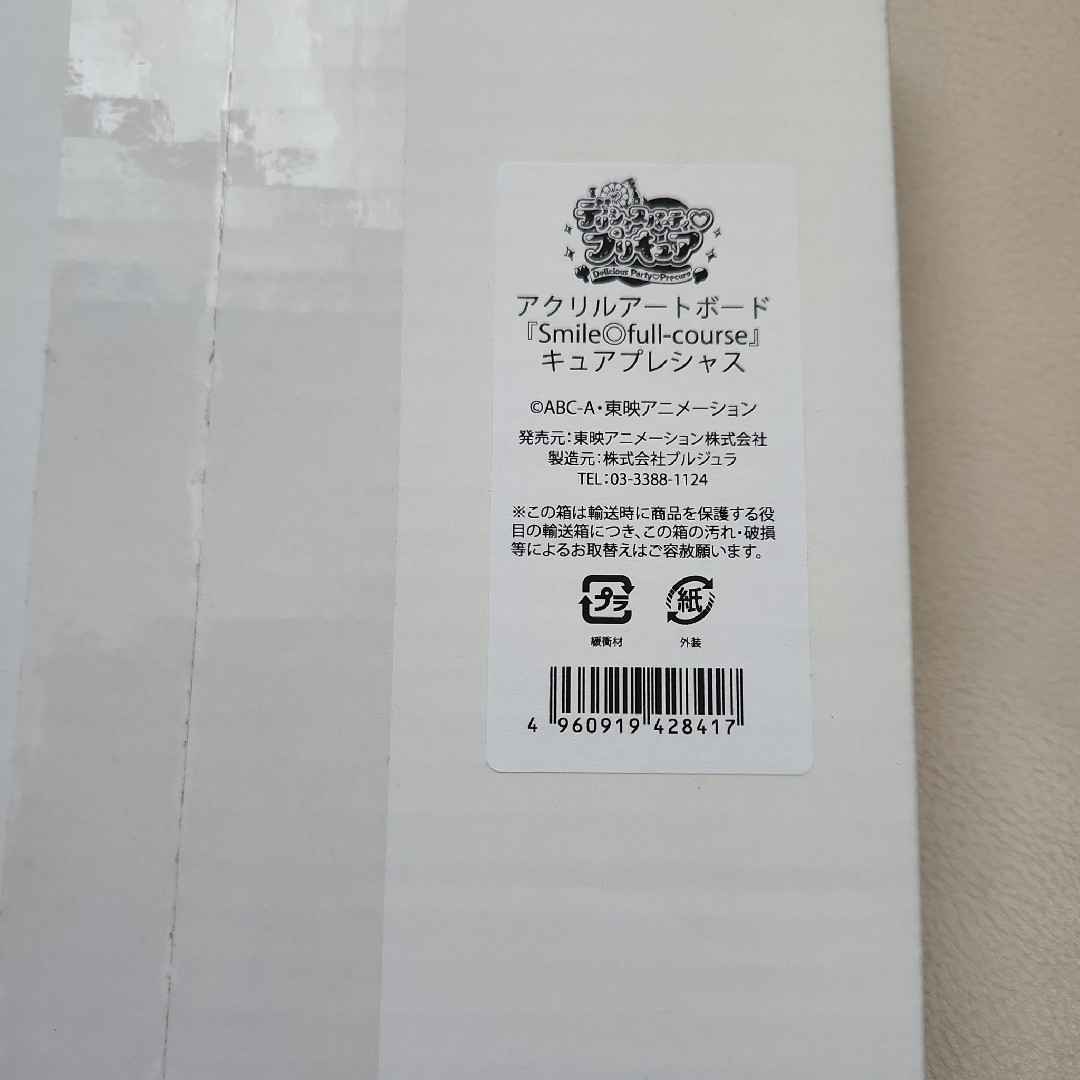 デリシャスパーティ♡
プリキュア
Delicious Party♡Precure
アクリルアートボード
『Smile◎full-course』
キュアプレシャス
©ABC-A・東映アニメーション
発売元：東映アニメーション株式会社
製造元：株式会社ブルジュラ
TEL：03-3388-1124
※この箱は輸送時に商品を保護する役
目の輸送箱につき、この箱の汚れ・破損
等によるお取替えはご容赦願います。
プラ 紙
緩衝材 外装
4 960919 428417